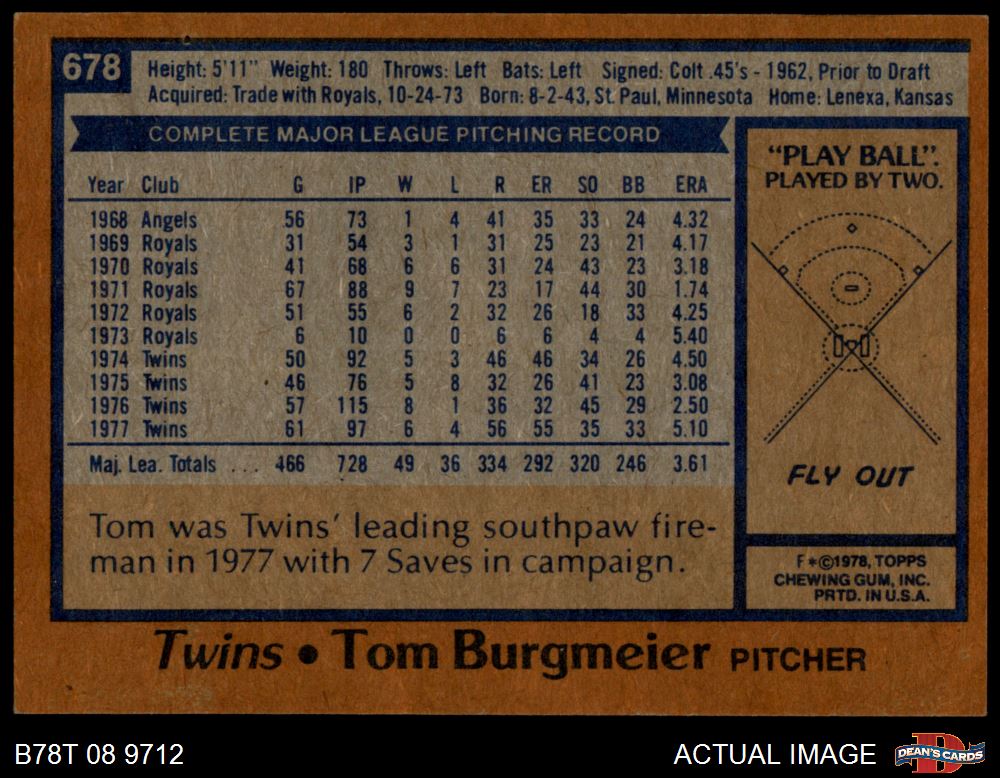 678
Height: 5'11" Weight: 180 Throws: Left Bats: Left Signed: Colt .45's - 1962, Prior to Draft
Acquired: Trade with Royals, 10-24-73 Born: 8-2-43, St. Paul, Minnesota Home: Lenexa, Kansas
COMPLETE MAJOR LEAGUE PITCHING RECORD
Year Club G IP W L R ER SO BB ERA
1968 Angels 56 73 1 4 41 35 33 24 4.32
1969 Royals 31 54 3 1 31 25 23 21 4.17
1970 Royals 41 68 6 6 31 24 43 23 3.18
1971 Royals 67 88 9 7 23 17 44 30 1.74
1972 Royals 51 55 6 2 32 26 18 33 4.25
1973 Royals 6 10 0 0 6 6 4 4 5.40
1974 Twins 50 92 5 3 46 46 34 26 4.50
1975 Twins 46 76 5 8 32 26 41 23 3.08
1976 Twins 57 115 8 1 36 32 45 29 2.50
1977 Twins 61 97 6 4 56 55 35 33 5.10
Maj. Lea. Totals ... 466 728 49 36 334 292 320 246 3.61
Tom was Twins' leading southpaw fire-
man in 1977 with 7 Saves in campaign.
"PLAY BALL".
PLAYED BY TWO.
FLY OUT
F*©1978, TOPPS
CHEWING GUM, INC.
PRTD. IN U.S.A.
Twins • Tom Burgmeier PITCHER
B78T 08 9712
ACTUAL IMAGE
DEAN'S CARDS